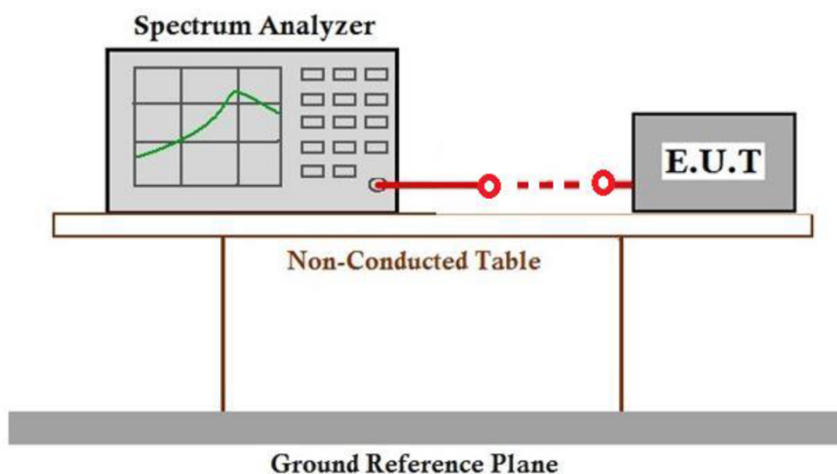 Spectrum Analyzer
E.U.T
Non-Conducted Table
Ground Reference Plane